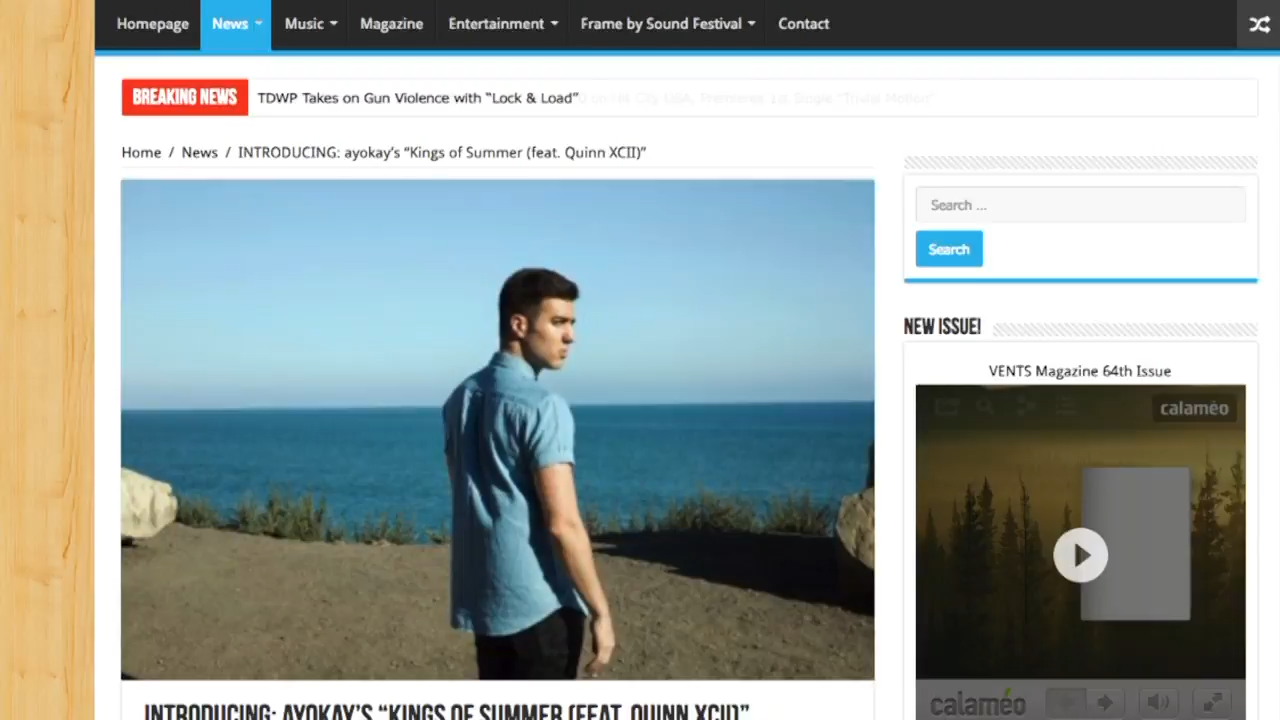 Homepage News Music Magazine Entertainment Frame by Sound Festival Contact
BREAKING NEWS TDWP Takes on Gun Violence with “Lock & Load”
Home / News / INTRODUCING: ayokay’s “Kings of Summer (feat. Quinn XCII)”
Search ...
Search
NEW ISSUE!
VENTS Magazine 64th Issue
calaméo
calaméo
INTRODUCING: AYOKAY’S “KINGS OF SUMMER (FEAT. QUINN XCII)”